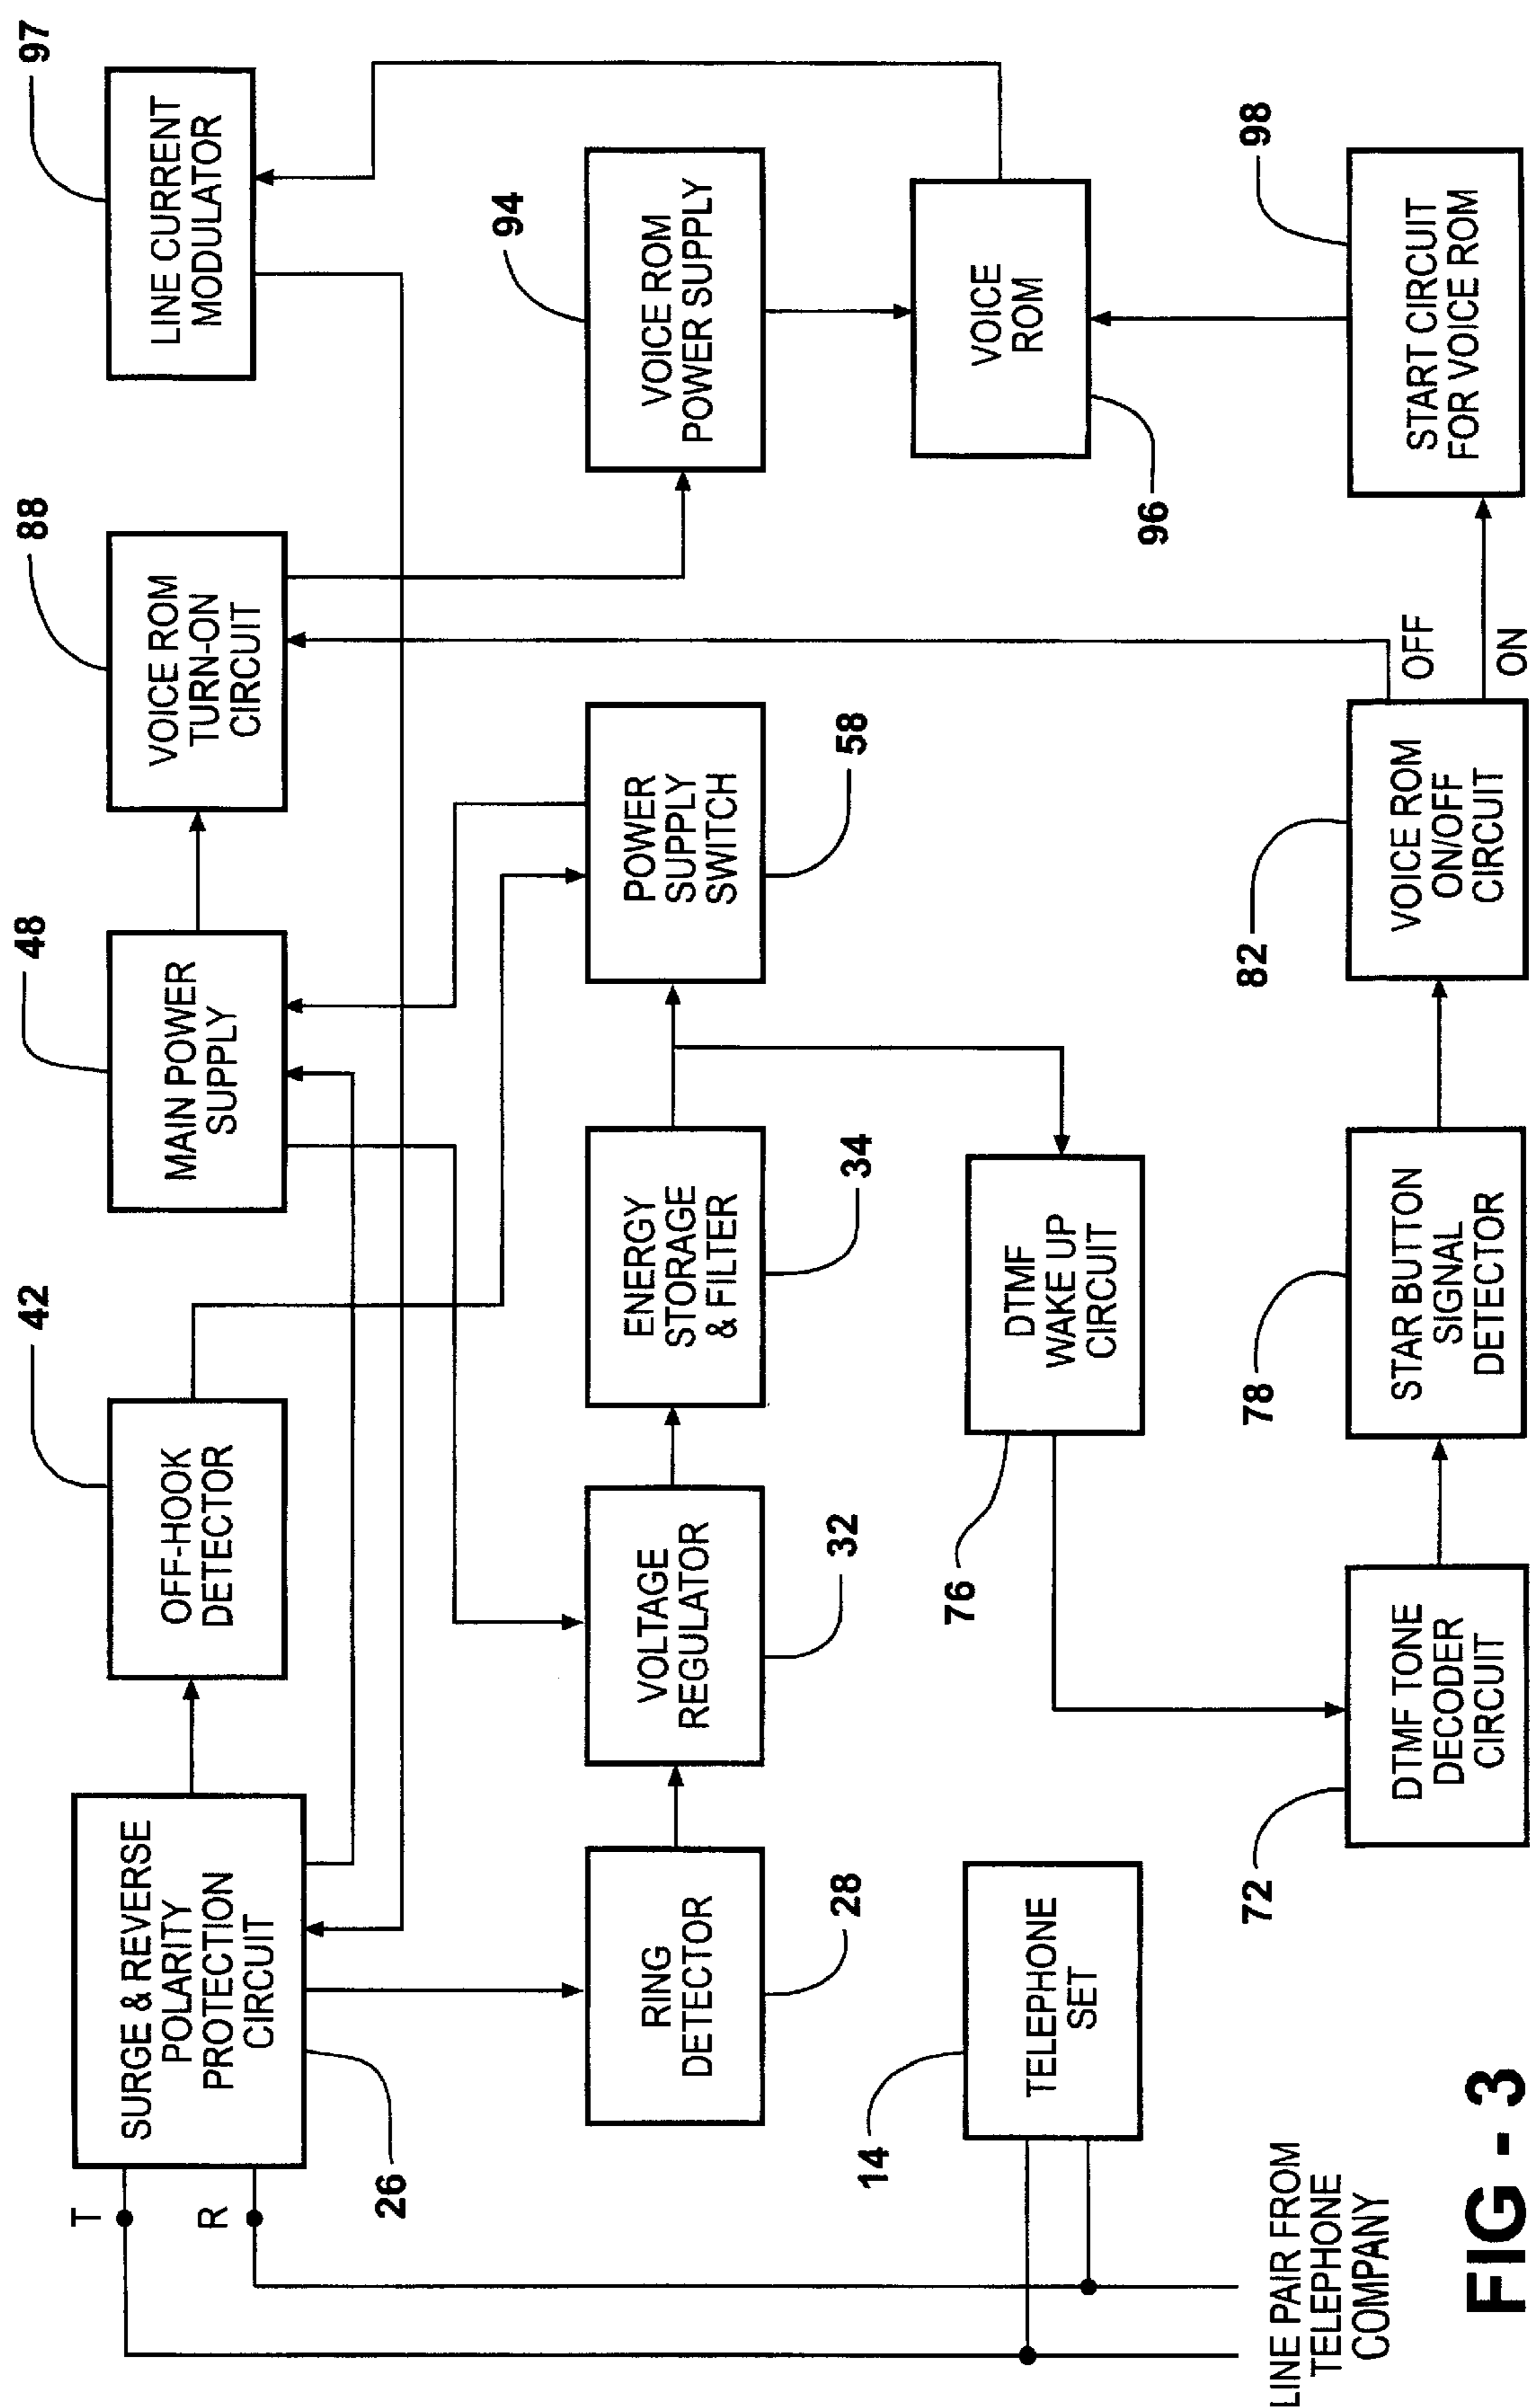 97
LINE CURRENT
MODULATOR
88
VOICE ROM
TURN-ON
CIRCUIT
48
MAIN POWER
SUPPLY
42
OFF-HOOK
DETECTOR
SURGE & REVERSE
POLARITY
PROTECTION
CIRCUIT
T
R
26
94
VOICE ROM
POWER SUPPLY
POWER
SUPPLY
SWITCH
58
ENERGY
STORAGE
& FILTER
34
VOLTAGE
REGULATOR
32
RING
DETECTOR
28
VOICE
ROM
96
DTMF
WAKE UP
CIRCUIT
76
TELEPHONE
SET
14
98
START CIRCUIT
FOR VOICE ROM
OFF
ON
VOICE ROM
ON/OFF
CIRCUIT
82
STAR BUTTON
SIGNAL
DETECTOR
78
DTMF TONE
DECODER
CIRCUIT
72
LINE PAIR FROM
TELEPHONE
COMPANY
FIG - 3